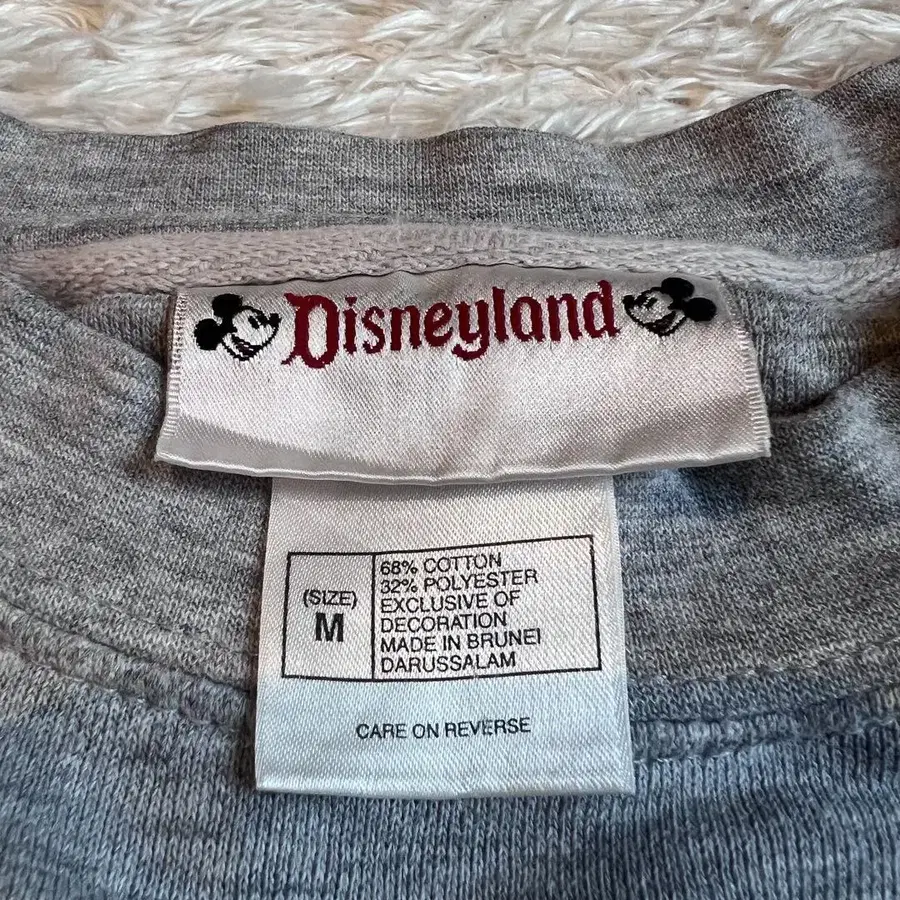 Disneyland
(SIZE)
M
68% COTTON
32% POLYESTER
EXCLUSIVE OF
DECORATION
MADE IN BRUNEI
DARUSSALAM
CARE ON REVERSE